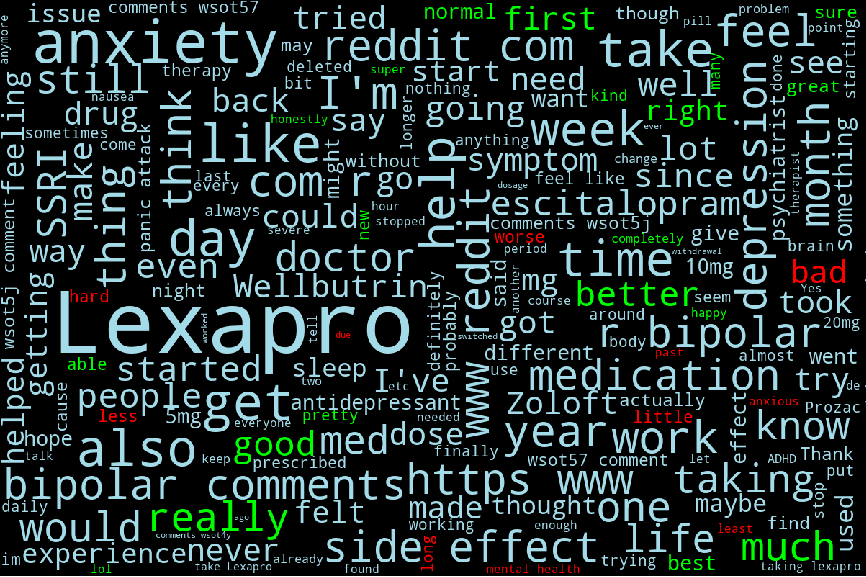 comments wsot57
issue
tried
normal
first
though
pill
problem
sure
anxiety
reddit com
take
feel
point
anymore
may
deleted
super
therapy
bit
nothing
start
need
well
many
see
done
great
starting
still
I'm
nausea
drug
back
honestly
say
longer
going
want
kind
right
feeling
sometimes
think
like
might
anything
week
ever
lot
depression
psychiatrist
therapist
month
something
SSRI
make
come
thing
panic attack
last
every
com r
go
without
help
symptom
change
since
dosage
feel like
always
could
hour
stopped
new
reddit
escitalopram
comments wsot5j
give
way
day
severe
doctor
worse
period
said
completely
withdrawal
brain
even
time
10mg
bad
wsot5j comment
hard
night
Wellbutrin
another
mg
course
better
seem
happy
Yes
took
getting
Lexapro
worked
tell
due
definitely
probably
got
switched
around
r bipolar
body
20mg
able
started
sleep
two
different
use
past
almost
went
helped
cause
people
get
I've
etc
www
medication
try
de
less
5mg
antidepressant
Zoloft
actually
little
anxious
Prozac
hope
also
everyone
pretty
needed
year
work
effect
know
talk
good
med
dose
finally
keep
prescribed
wsot57 comment
let
ADHD
Thank
bipolar comments
https www
taking
put
stop
daily
would
really
ago
felt
made
thought
one
maybe
find
used
working
enough
least
comments wsot4y
im
experience
never
already
side effect
long
trying
life
best
much
lol
take Lexapro
found
mental health
taking lexapro